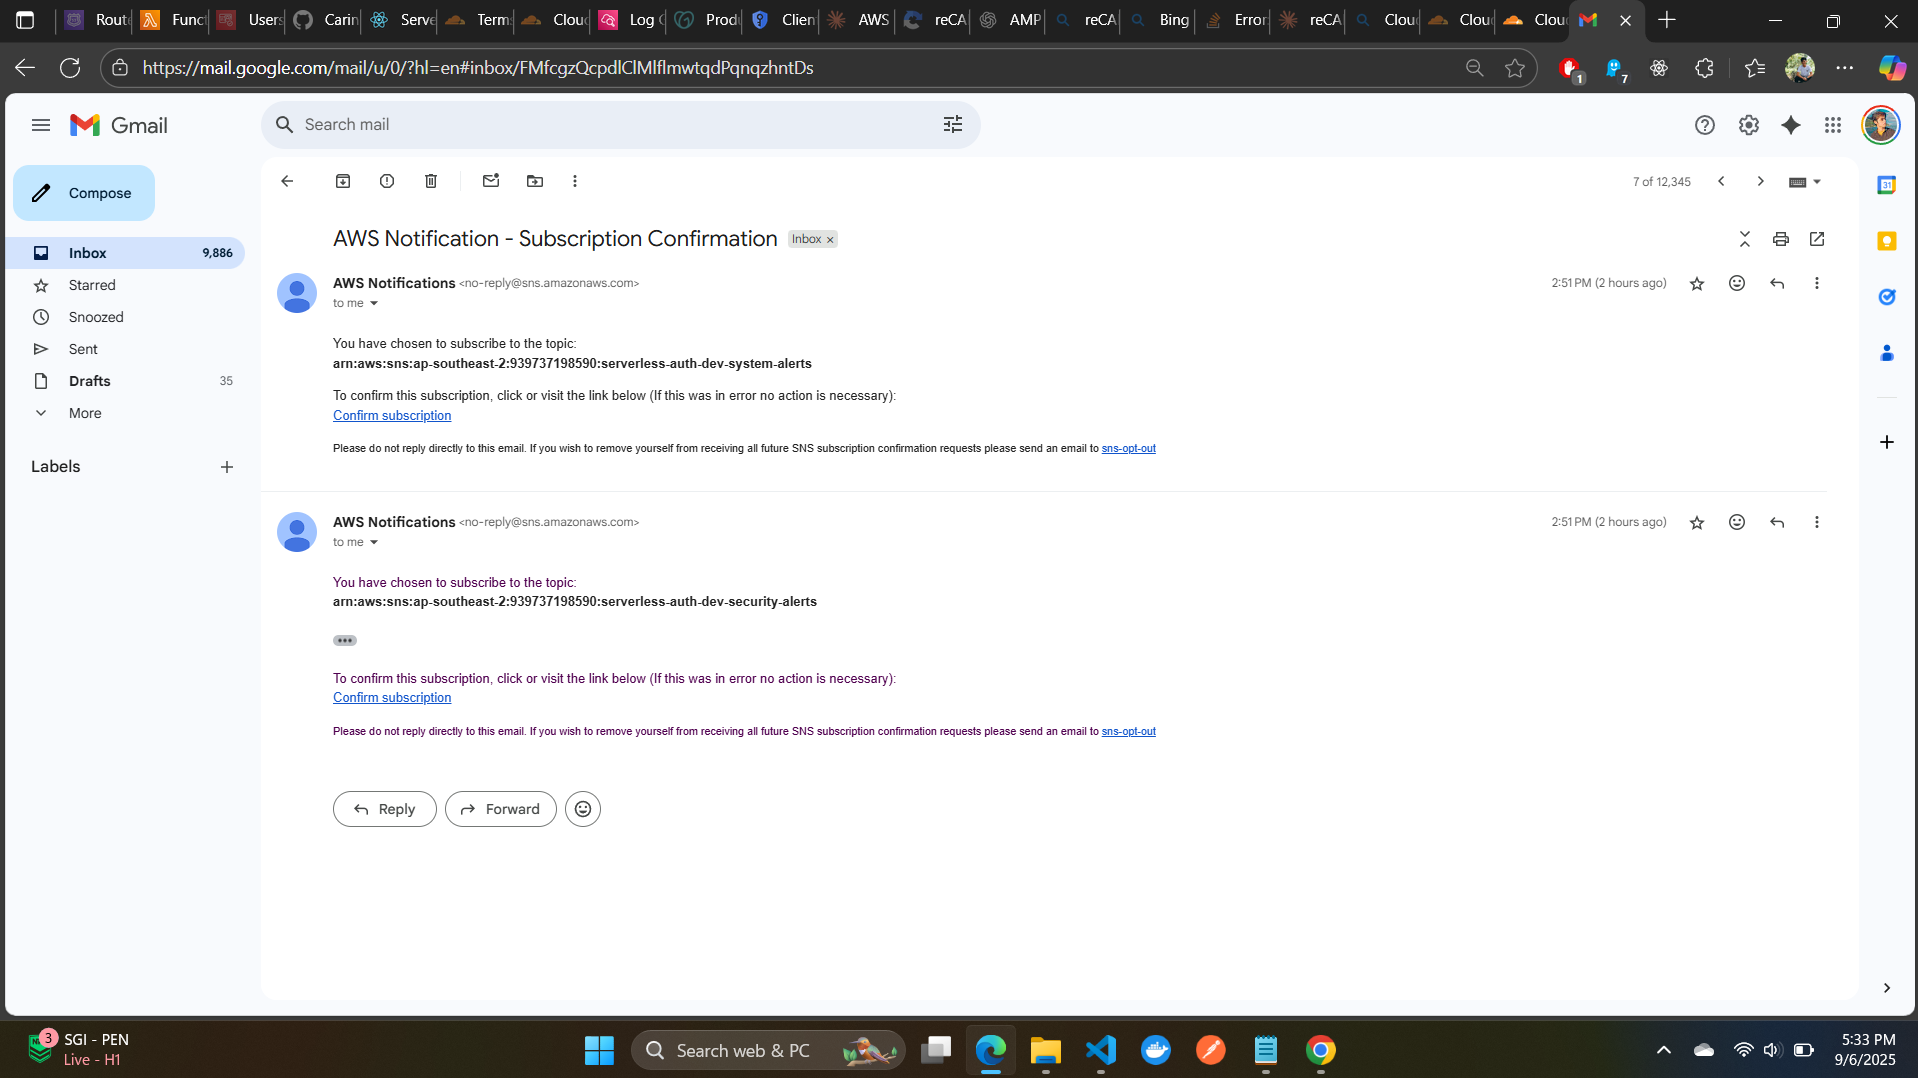 Route
Funct
Users
Carin
Serve
Terms
Clou
Log G
Produ
Clien
AWS
reCA
AMP
reCA
Bing
Error:
reCA
Clou
Clou
Clou
https://mail.google.com/mail/u/0/?hl=en#inbox/FMfcgzQcpdlClMlflmwtqdPqnqzhntDs
1
7
Gmail
Search mail
Compose
7 of 12,345
31
Inbox 9,886
Starred
Snoozed
Sent
Drafts 35
More
Labels
AWS Notification - Subscription Confirmation Inbox x
AWS Notifications <no-reply@sns.amazonaws.com> 2:51 PM (2 hours ago)
to me
You have chosen to subscribe to the topic:
arn:aws:sns:ap-southeast-2:939737198590:serverless-auth-dev-system-alerts
To confirm this subscription, click or visit the link below (If this was in error no action is necessary):
Confirm subscription
Please do not reply directly to this email. If you wish to remove yourself from receiving all future SNS subscription confirmation requests please send an email to sns-opt-out
AWS Notifications <no-reply@sns.amazonaws.com> 2:51 PM (2 hours ago)
to me
You have chosen to subscribe to the topic:
arn:aws:sns:ap-southeast-2:939737198590:serverless-auth-dev-security-alerts
To confirm this subscription, click or visit the link below (If this was in error no action is necessary):
Confirm subscription
Please do not reply directly to this email. If you wish to remove yourself from receiving all future SNS subscription confirmation requests please send an email to sns-opt-out
Reply
Forward
3
SGI - PEN
Live - H1
Search web & PC
5:33 PM
9/6/2025